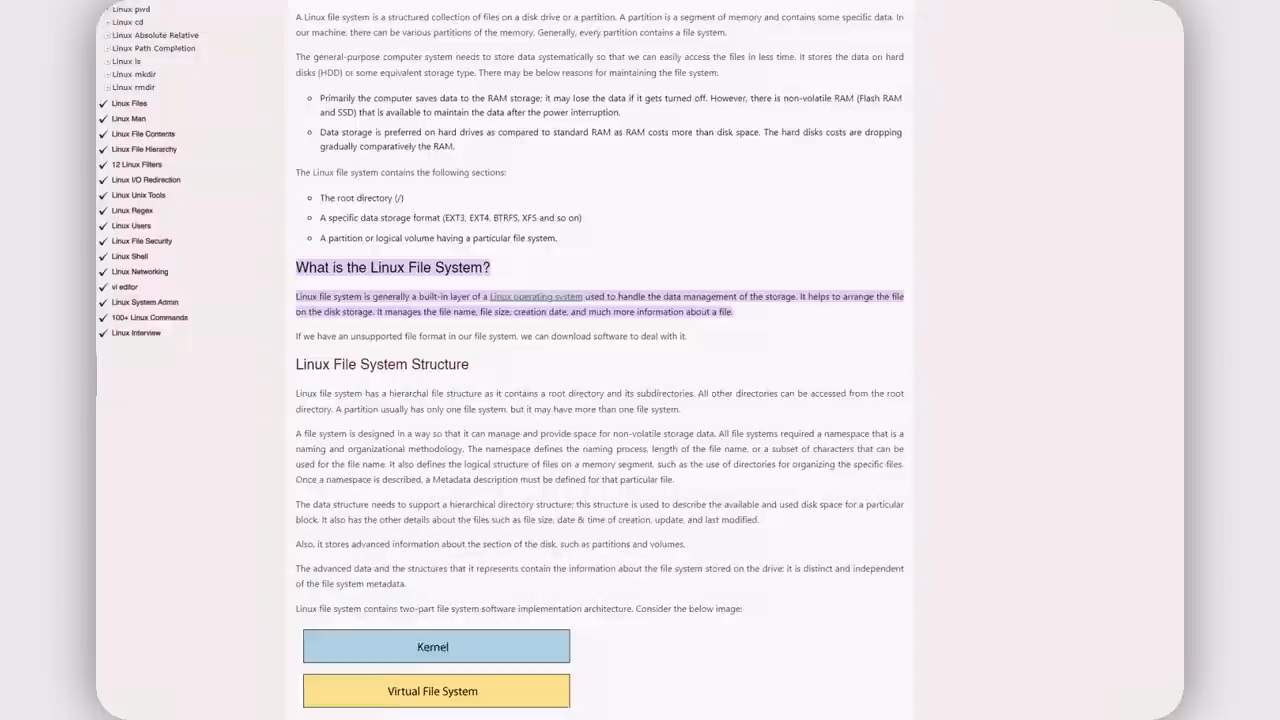 Linux pwd
Linux cd
Linux Absolute Relative
Linux Path Completion
Linux ls
Linux mkdir
Linux rmdir
Linux Files
Linux Man
Linux File Contents
Linux File Hierarchy
12 Linux Filters
Linux I/O Redirection
Linux Unix Tools
Linux Regex
Linux Users
Linux File Security
Linux Shell
Linux Networking
vi editor
Linux System Admin
100+ Linux Commands
Linux Interview
A Linux file system is a structured collection of files on a disk drive or a partition. A partition is a segment of memory and contains some specific data. In
our machine, there can be various partitions of the memory. Generally, every partition contains a file system.
The general-purpose computer system needs to store data systematically so that we can easily access the files in less time. It stores the data on hard
disks (HDD) or some equivalent storage type. There may be below reasons for maintaining the file system.
Primarily the computer saves data to the RAM storage; it may lose the data if it gets turned off. However, there is non-volatile RAM (Flash RAM
and SSD) that is available to maintain the data after the power interruption.
Data storage is preferred on hard drives as compared to standard RAM as RAM costs more than disk space. The hard disks costs are dropping
gradually comparatively the RAM.
The Linux file system contains the following sections:
The root directory (/)
A specific data storage format (EXT3, EXT4, BTRFS, XFS and so on)
A partition or logical volume having a particular file system.
What is the Linux File System?
Linux file system is generally a built-in layer of a Linux operating system used to handle the data management of the storage. It helps to arrange the file
on the disk storage. It manages the file name, file size, creation date, and much more information about a file.
If we have an unsupported file format in our file system, we can download software to deal with it.
Linux File System Structure
Linux file system has a hierarchal file structure as it contains a root directory and its subdirectories. All other directories can be accessed from the root
directory. A partition usually has only one file system, but it may have more than one file system.
A file system is designed in a way so that it can manage and provide space for non-volatile storage data. All file systems required a namespace that is a
naming and organizational methodology. The namespace defines the naming process, length of the file name, or a subset of characters that can be
used for the file name. It also defines the logical structure of files on a memory segment, such as the use of directories for organizing the specific files.
Once a namespace is described, a Metadata description must be defined for that particular file.
The data structure needs to support a hierarchical directory structure; this structure is used to describe the available and used disk space for a particular
block. It also has the other details about the files such as file size, date & time of creation, update, and last modified.
Also, it stores advanced information about the section of the disk, such as partitions and volumes.
The advanced data and the structures that it represents contain the information about the file system stored on the drive; it is distinct and independent
of the file system metadata.
Linux file system contains two-part file system software implementation architecture. Consider the below image:
Kernel
Virtual File System